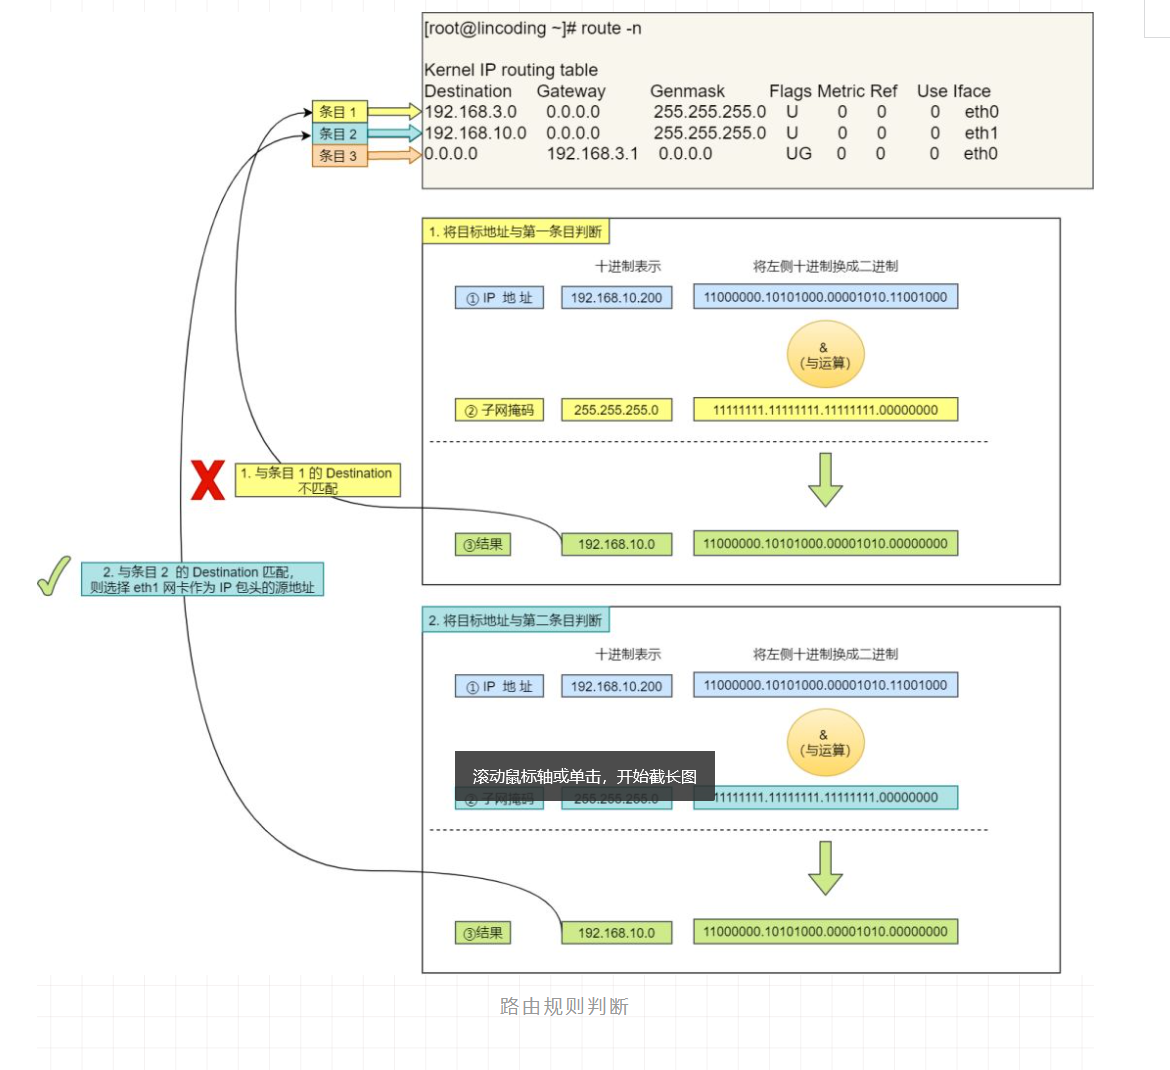 [root@lincoding ~]# route -n
Kernel IP routing table
Destination Gateway Genmask Flags Metric Ref Use Iface
条目 1 192.168.3.0 0.0.0.0 255.255.255.0 U 0 0 0 eth0
条目 2 192.168.10.0 0.0.0.0 255.255.255.0 U 0 0 0 eth1
条目 3 0.0.0.0 192.168.3.1 0.0.0.0 UG 0 0 0 eth0
1. 将目标地址与第一条目判断
十进制表示 将左侧十进制换成二进制
① IP 地 址 192.168.10.200 11000000.10101000.00001010.11001000
&
(与运算)
② 子网掩码 255.255.255.0 11111111.11111111.11111111.00000000
1. 与条目 1 的 Destination
不匹配
③结果 192.168.10.0 11000000.10101000.00001010.00000000
2. 与条目 2 的 Destination 匹配，
则选择 eth1 网卡作为 IP 包头的源地址
2. 将目标地址与第二条目判断
十进制表示 将左侧十进制换成二进制
① IP 地 址 192.168.10.200 11000000.10101000.00001010.11001000
&
(与运算)
滚动鼠标轴或单击，开始截长图
② 子网掩码 255.255.255.0 11111111.11111111.11111111.00000000
③结果 192.168.10.0 11000000.10101000.00001010.00000000
路由规则判断